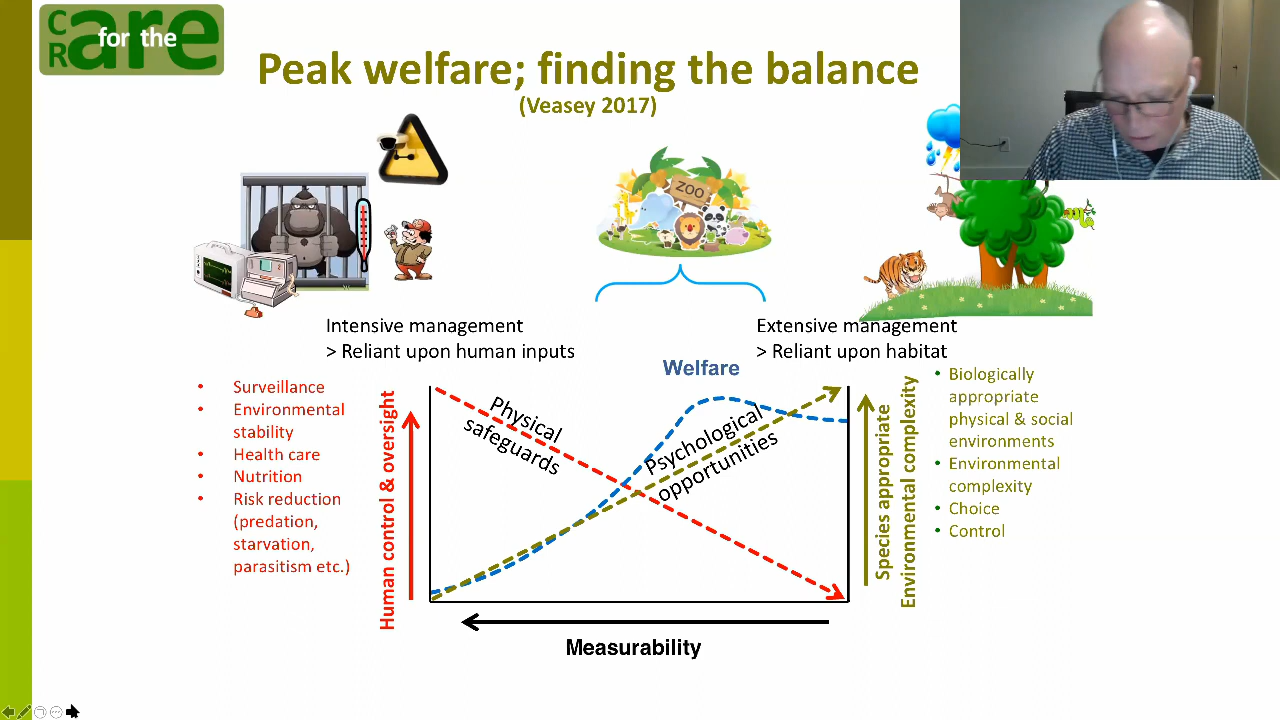 CRare for the
Peak welfare; finding the balance
(Veasey 2017)
ZOO
Intensive management
> Reliant upon human inputs
Extensive management
> Reliant upon habitat
Welfare
• Surveillance
• Environmental
stability
• Health care
• Nutrition
• Risk reduction
(predation,
starvation,
parasitism etc.)
Human control & oversight
Physical
safeguards
Psychological
opportunities
Species appropriate
Environmental complexity
• Biologically
appropriate
physical & social
environments
• Environmental
complexity
• Choice
• Control
Measurability